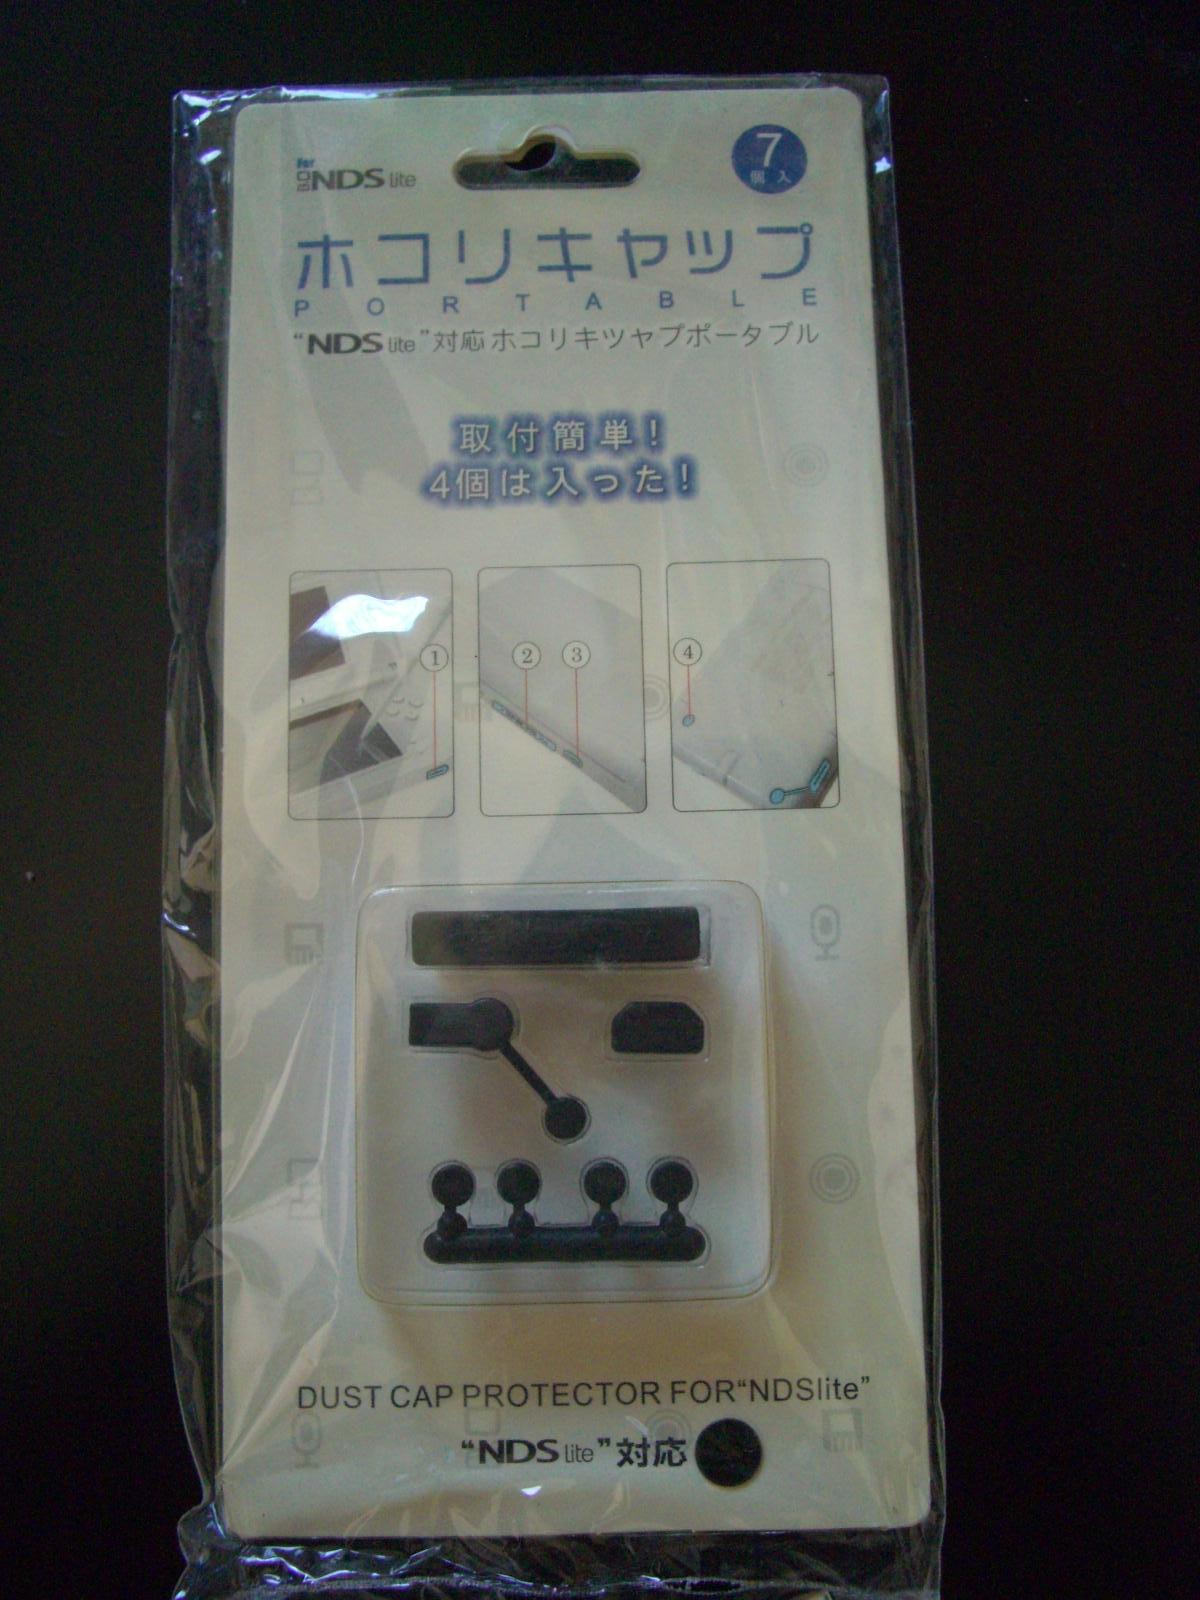 for NDS lite
7
個入
ホコリキャップ
PORTABLE
“NDS lite”対応ホコリキツヤプポータブル
取付簡単!
4個は入った!
① ② ③ ④
DUST CAP PROTECTOR FOR“NDSlite”
“NDS lite”対応